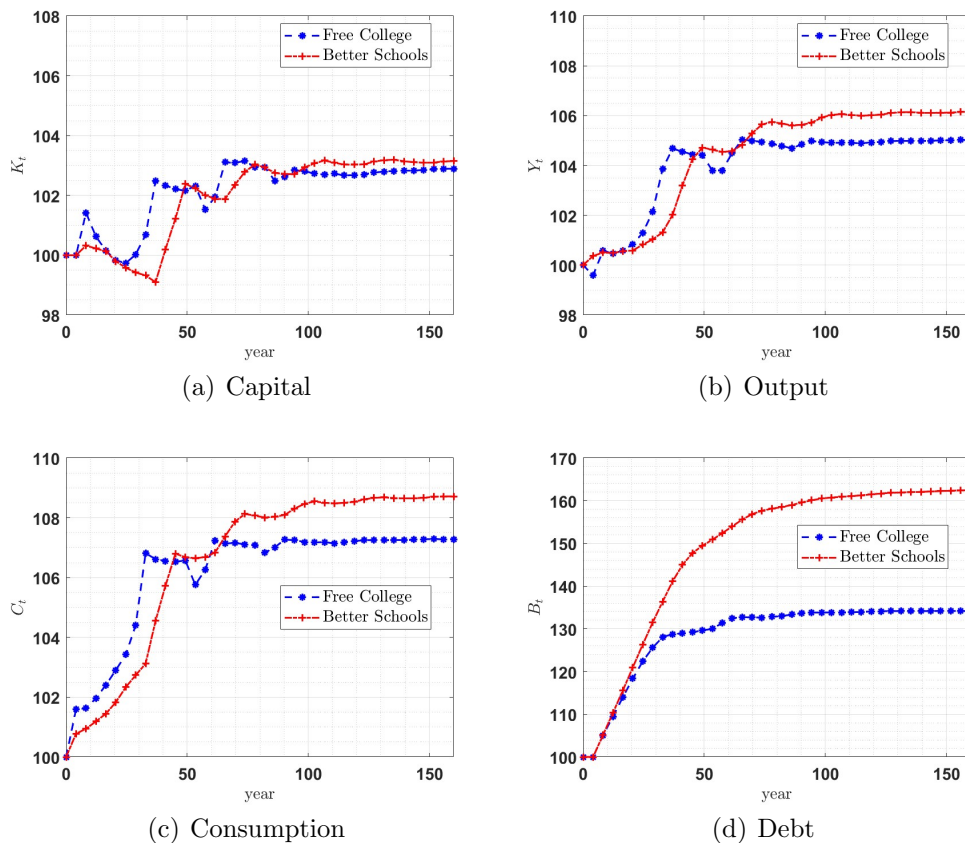 108
106
104
102
100
98
K_t
0 50 100 150
year
Free College
Better Schools
(a) Capital
110
108
106
104
102
100
98
Y_t
0 50 100 150
year
Free College
Better Schools
(b) Output
110
108
106
104
102
100
C_t
0 50 100 150
year
Free College
Better Schools
(c) Consumption
170
160
150
140
130
120
110
100
B_t
0 50 100 150
year
Free College
Better Schools
(d) Debt